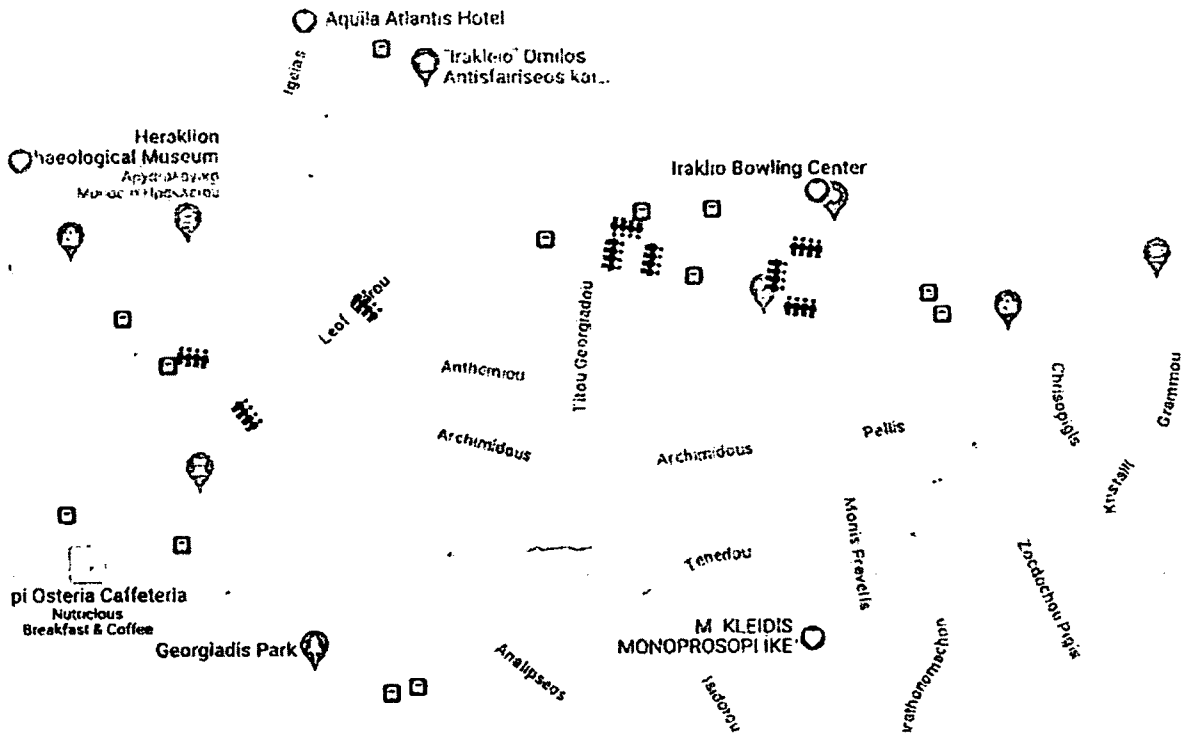 Aquila Atlantis Hotel
"Irakleio" Omilos
Antisfairiseos kai...
Igeias
Heraklion
haeological Museum
Iraklio Bowling Center
Leof
Titou Georgiadou
Anthemiou
Archimidous
Archimidous
Pellis
Chrisopigis
Grammou
Kristalli
Monis Prevelis
Tenedou
Zoodochou Pigis
pi Osteria Caffeteria
Nutricious
Breakfast & Coffee
Georgiadis Park
M KLEIDIS
MONOPROSOPI IKE
Analipseos
Isidorou
arathonomachon